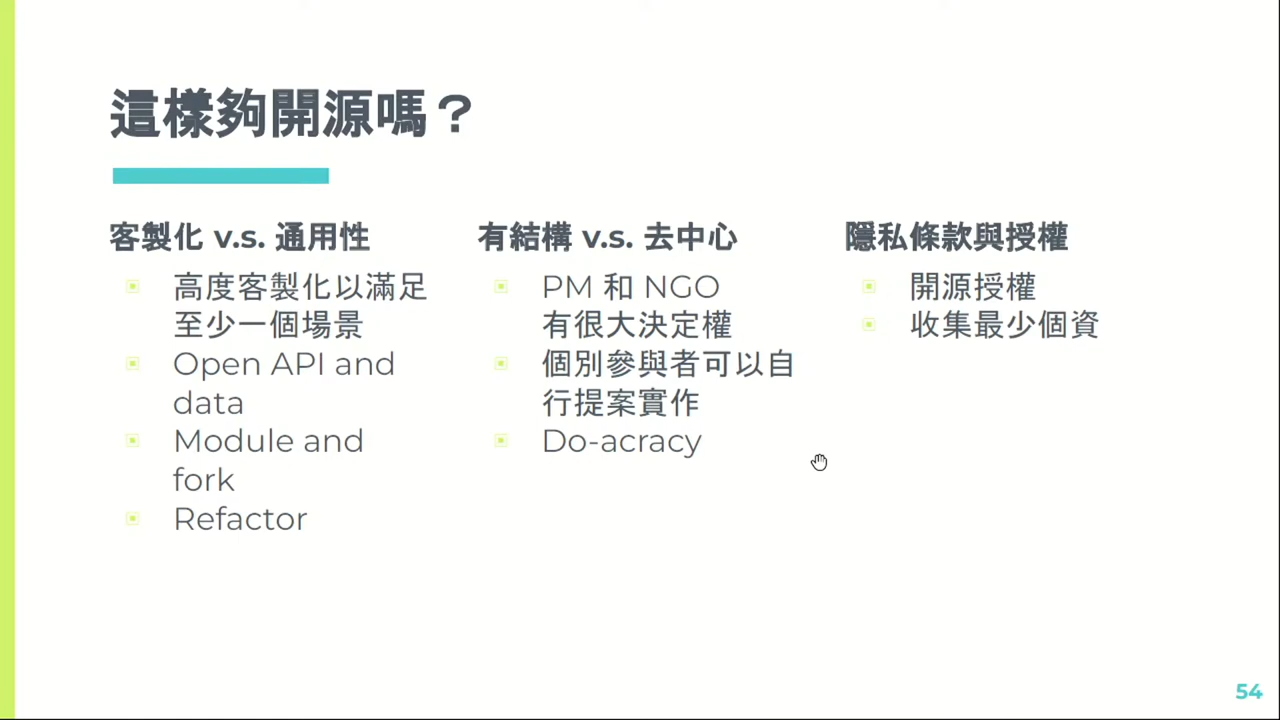 這樣夠開源嗎？
客製化 v.s. 通用性
高度客製化以滿足
至少一個場景
Open API and
data
Module and
fork
Refactor
有結構 v.s. 去中心
PM 和 NGO
有很大決定權
個別參與者可以自
行提案實作
Do-acracy
隱私條款與授權
開源授權
收集最少個資
54